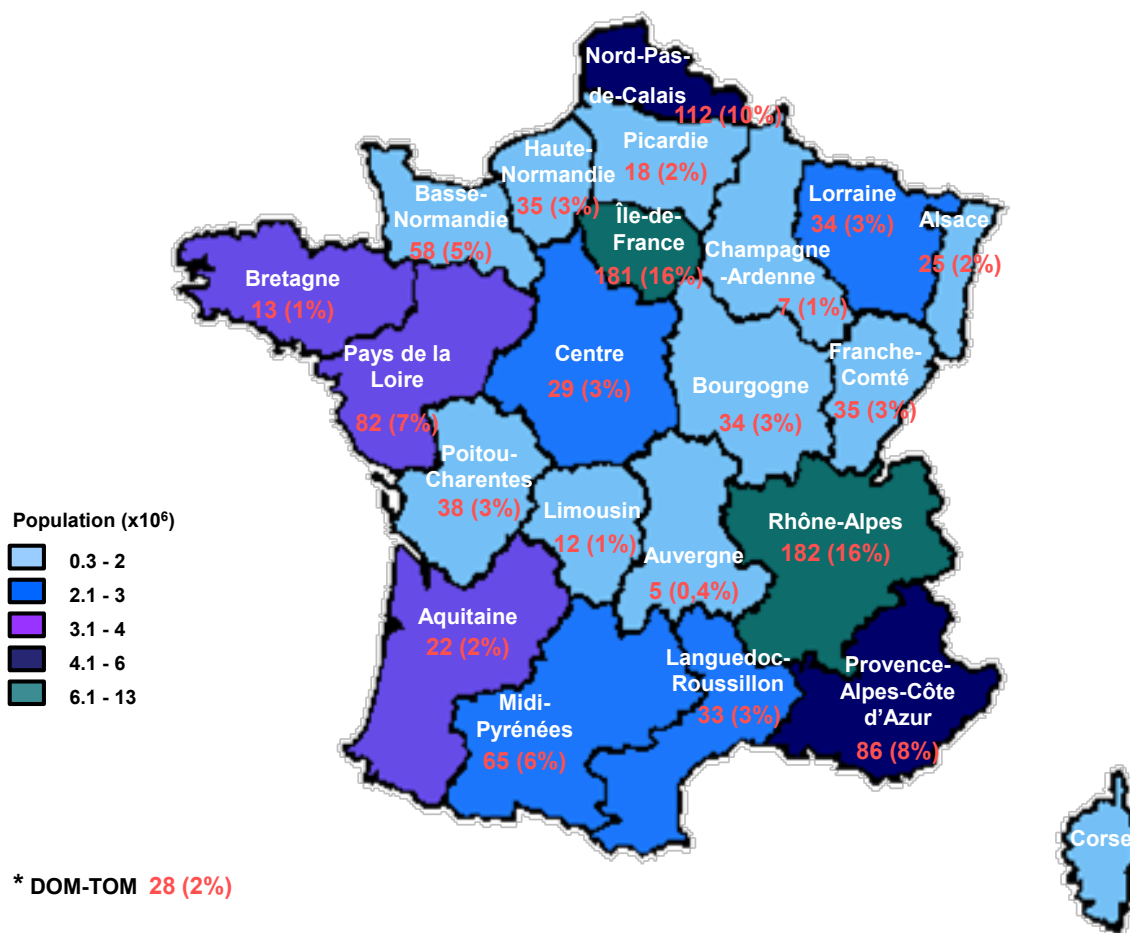 Nord-Pas-
de-Calais
112 (10%)
Picardie
18 (2%)
Haute-
Normandie
35 (3%)
Bassé-
Normandie
58 (5%)
Île-de-
France
181 (16%)
Champagne
-Ardenne
7 (1%)
Lorraine
34 (3%)
Alsace
25 (2%)
Bretagne
13 (1%)
Pays de la
Loire
82 (7%)
Centre
29 (3%)
Bourgogne
34 (3%)
Franche-
Comté
35 (3%)
Poitou-
Charentes
38 (3%)
Limousin
12 (1%)
Auvergne
5 (0,4%)
Rhône-Alpes
182 (16%)
Aquitaine
22 (2%)
Midi-
Pyrénées
65 (6%)
Languedoc-
Roussillon
33 (3%)
Provence-
Alpes-Côte
d'Azur
86 (8%)
Corse
Population (x10⁶)
0.3 - 2
2.1 - 3
3.1 - 4
4.1 - 6
6.1 - 13
* DOM-TOM 28 (2%)